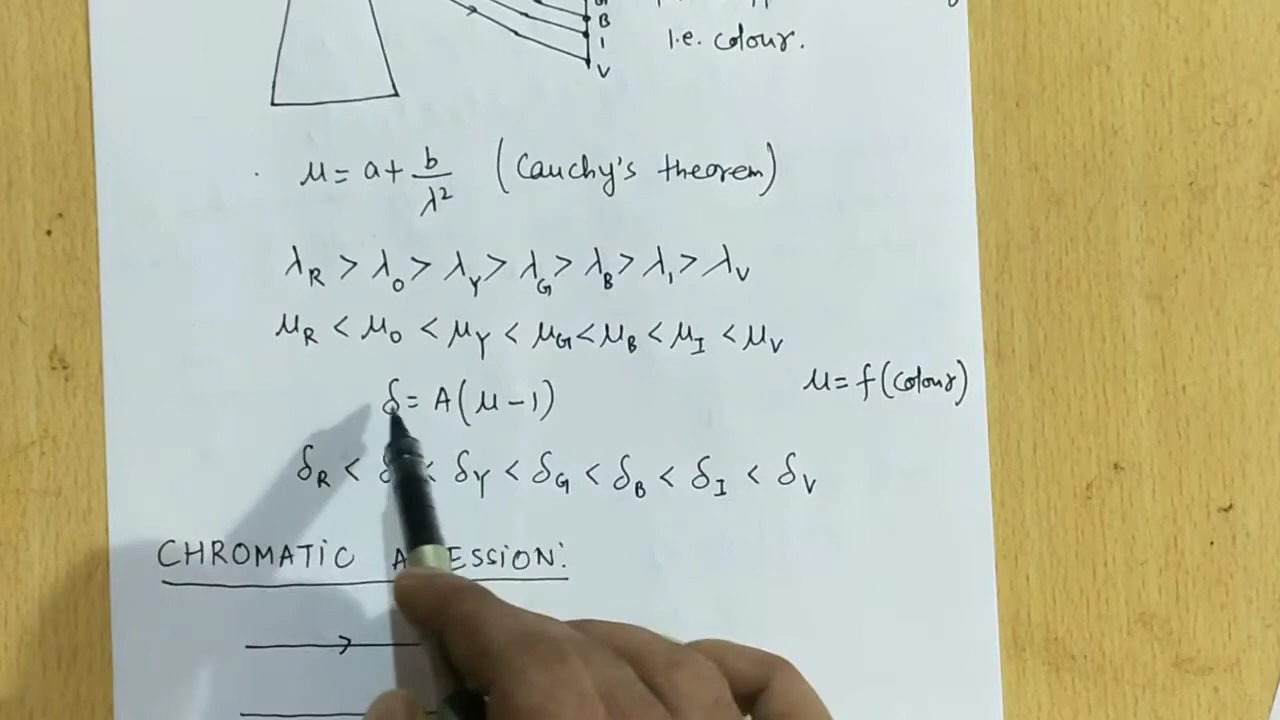 B
I
i.e. colour.
V
μ = a + b/λ² (Cauchy's theorem)
λR > λO > λY > λG > λB > λI > λV
μR < μO < μY < μG < μB < μI < μV
μ = f(colour)
δ = A(μ - 1)
δR < δ < δY < δG < δB < δI < δV
CHROMATIC